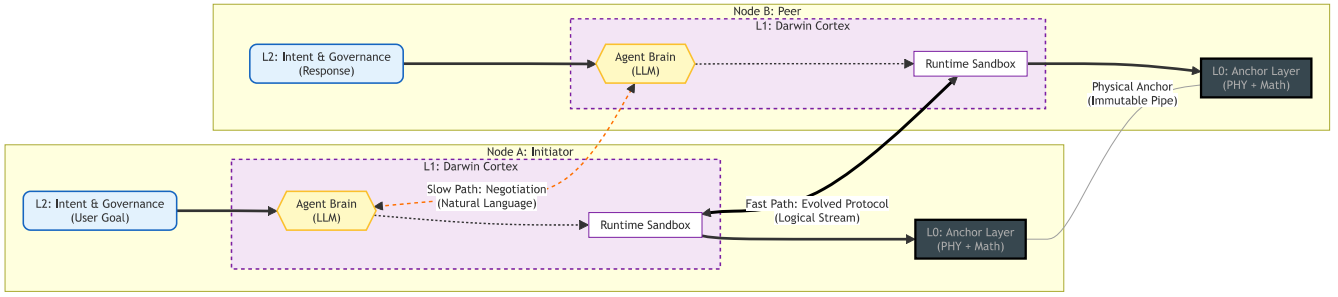 Node B: Peer
L1: Darwin Cortex
L2: Intent & Governance
(Response)
Agent Brain
(LLM)
Runtime Sandbox
L0: Anchor Layer
(PHY + Math)
Physical Anchor
(Immutable Pipe)
Node A: Initiator
L1: Darwin Cortex
L2: Intent & Governance
(User Goal)
Agent Brain
(LLM)
Slow Path: Negotiation
(Natural Language)
Runtime Sandbox
Fast Path: Evolved Protocol
(Logical Stream)
L0: Anchor Layer
(PHY + Math)